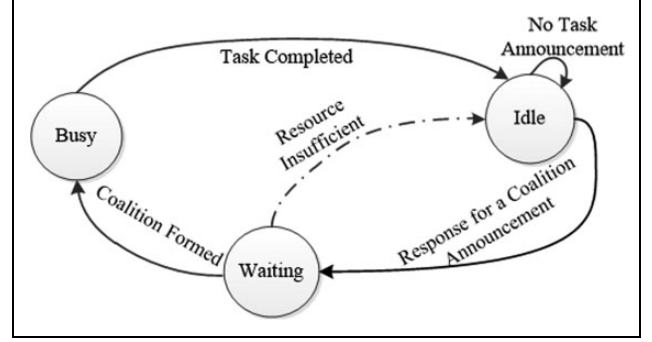 No Task
Announcement
Task Completed
Busy
Idle
Resource
Insufficient
Coalition Formed
Response for a Coalition
Announcement
Waiting